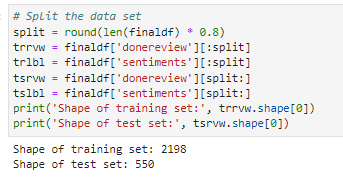 # Split the data set
split = round(len(finaldf) * 0.8)
trrvw = finaldf['donereview'][:split]
trlbl = finaldf['sentiments'][:split]
tsrvw = finaldf['donereview'][split:]
tslbl = finaldf['sentiments'][split:]
print('Shape of training set:', trrvw.shape[0])
print('Shape of test set:', tsrvw.shape[0])
Shape of training set: 2198
Shape of test set: 550